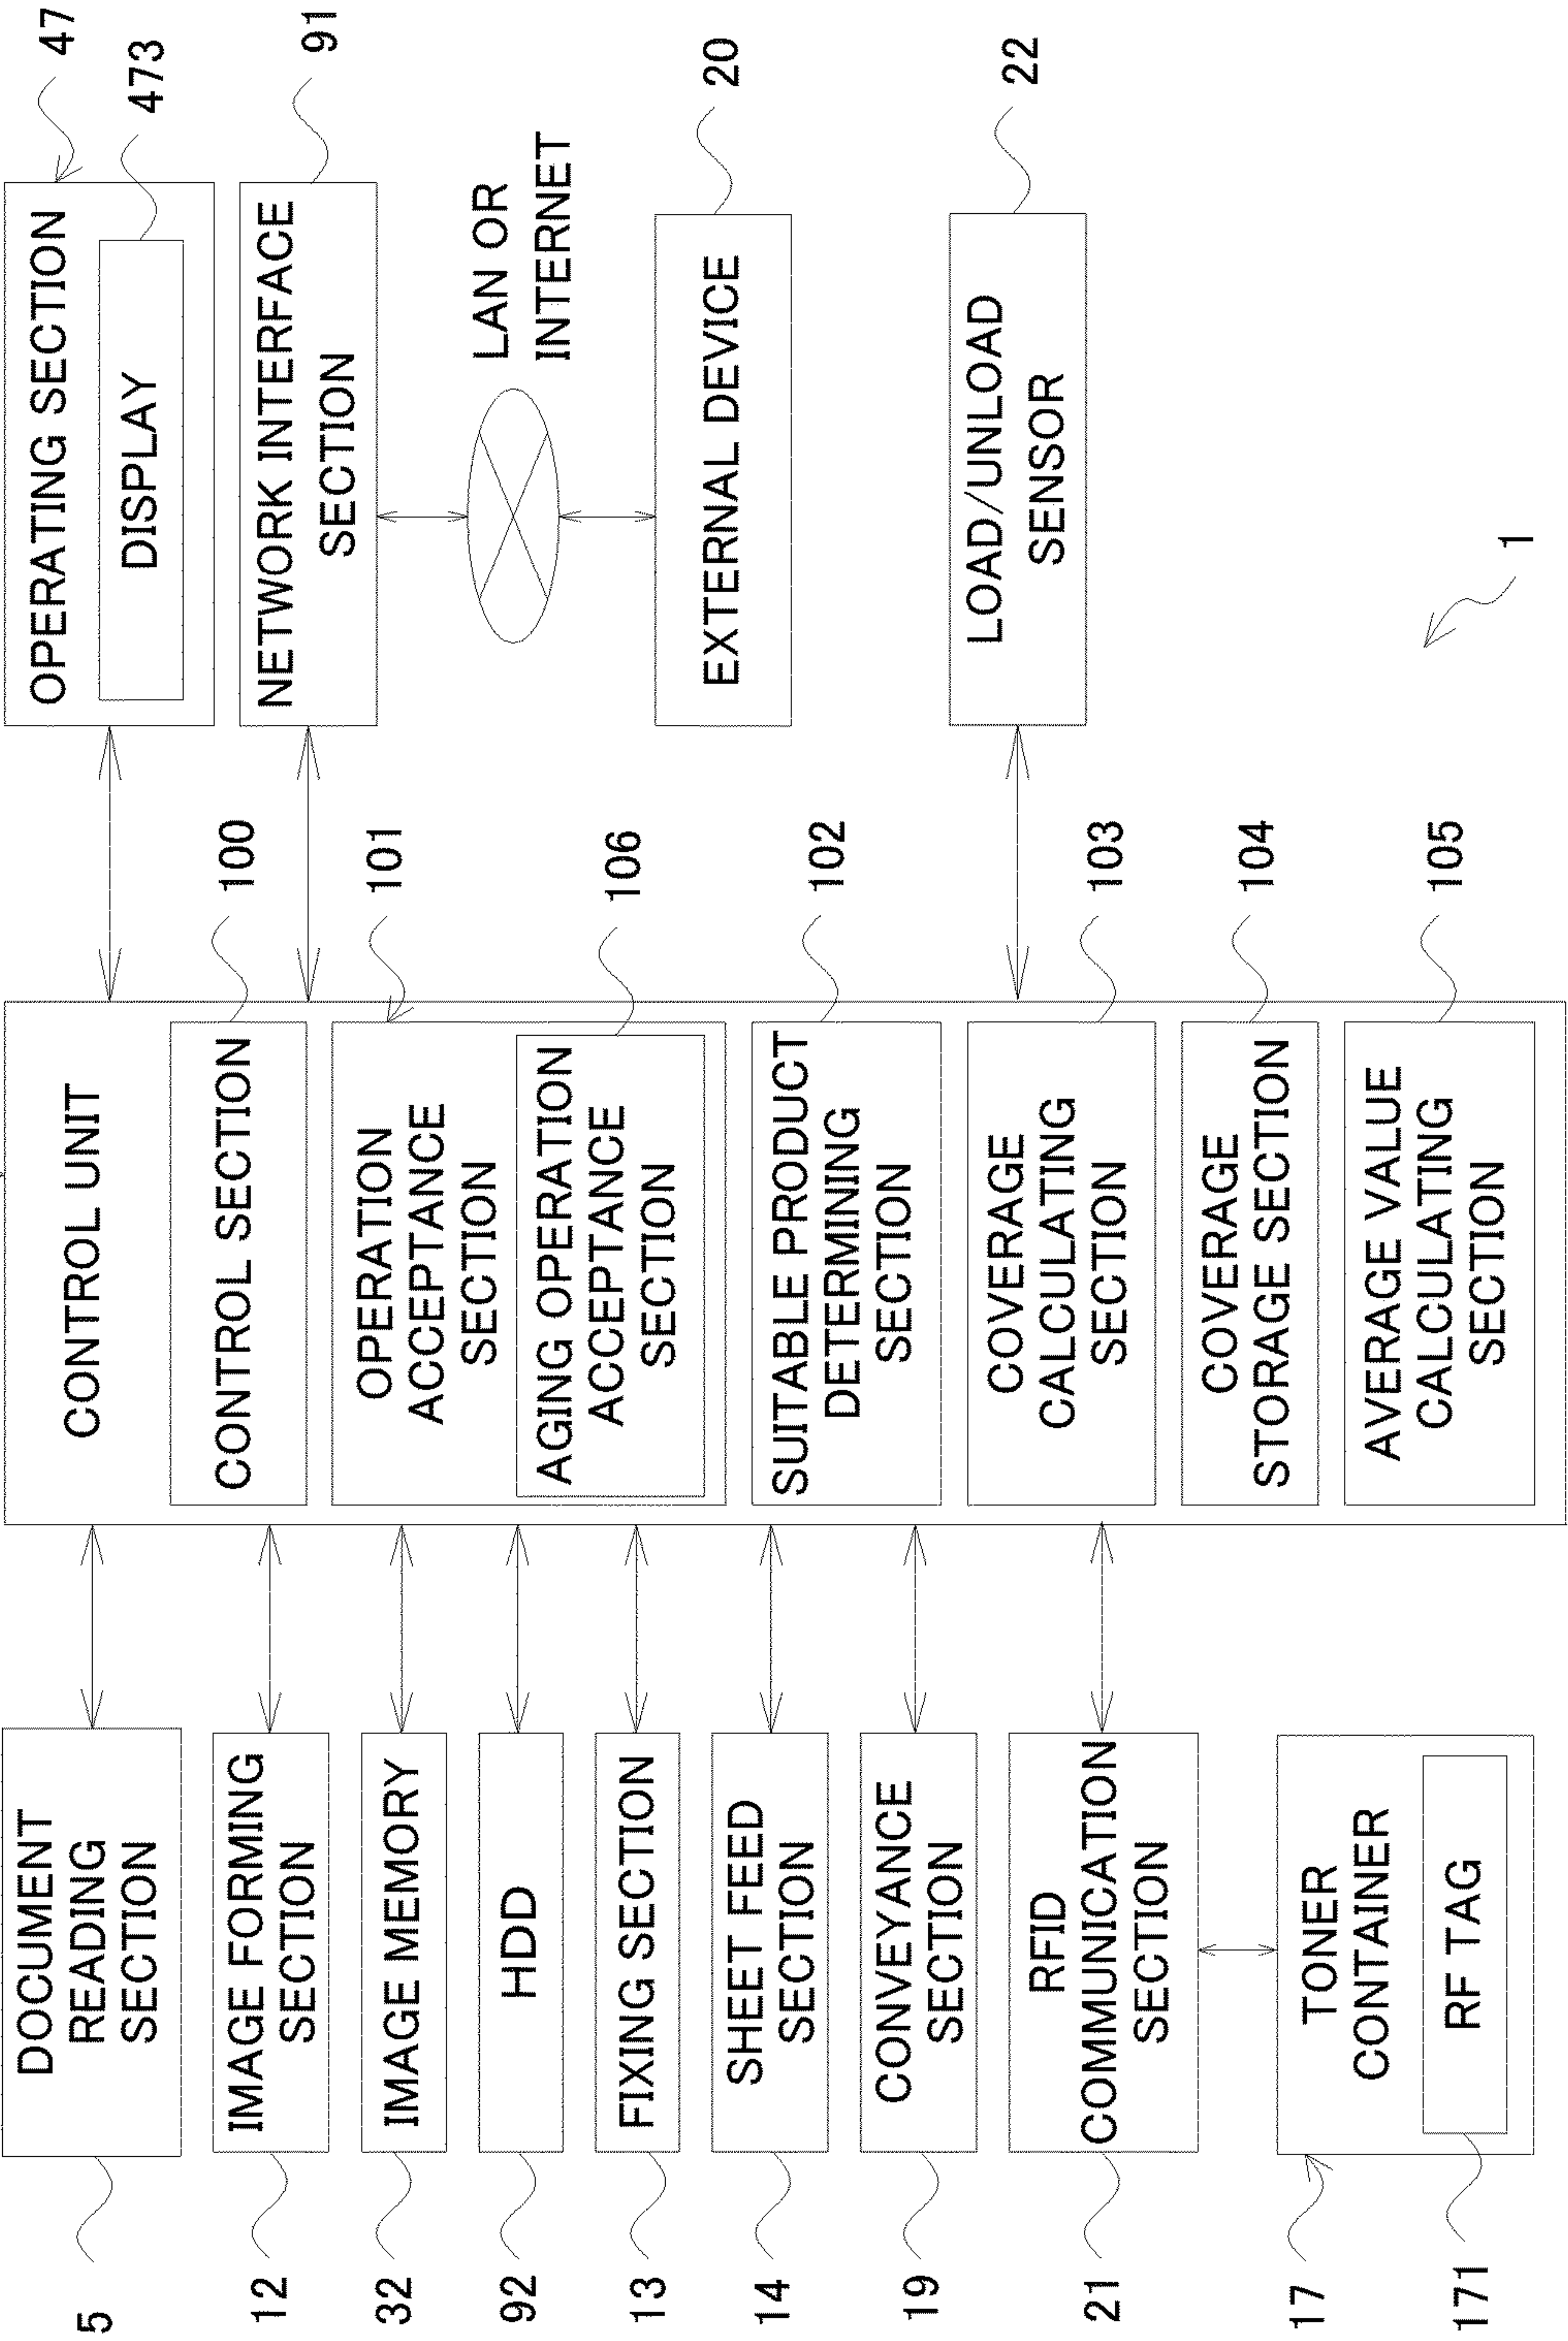 5
DOCUMENT
READING
SECTION
12
IMAGE FORMING
SECTION
32
IMAGE MEMORY
92
HDD
13
FIXING SECTION
14
SHEET FEED
SECTION
19
CONVEYANCE
SECTION
21
RFID
COMMUNICATION
SECTION
17
TONER
CONTAINER
171
RF TAG
CONTROL UNIT
CONTROL SECTION
100
OPERATION
ACCEPTANCE
SECTION
101
AGING OPERATION
ACCEPTANCE
SECTION
106
SUITABLE PRODUCT
DETERMINING
SECTION
102
COVERAGE
CALCULATING
SECTION
103
COVERAGE
STORAGE SECTION
104
AVERAGE VALUE
CALCULATING
SECTION
105
OPERATING SECTION
47
DISPLAY
473
NETWORK INTERFACE
SECTION
91
LAN OR
INTERNET
EXTERNAL DEVICE
20
LOAD/UNLOAD
SENSOR
22
1